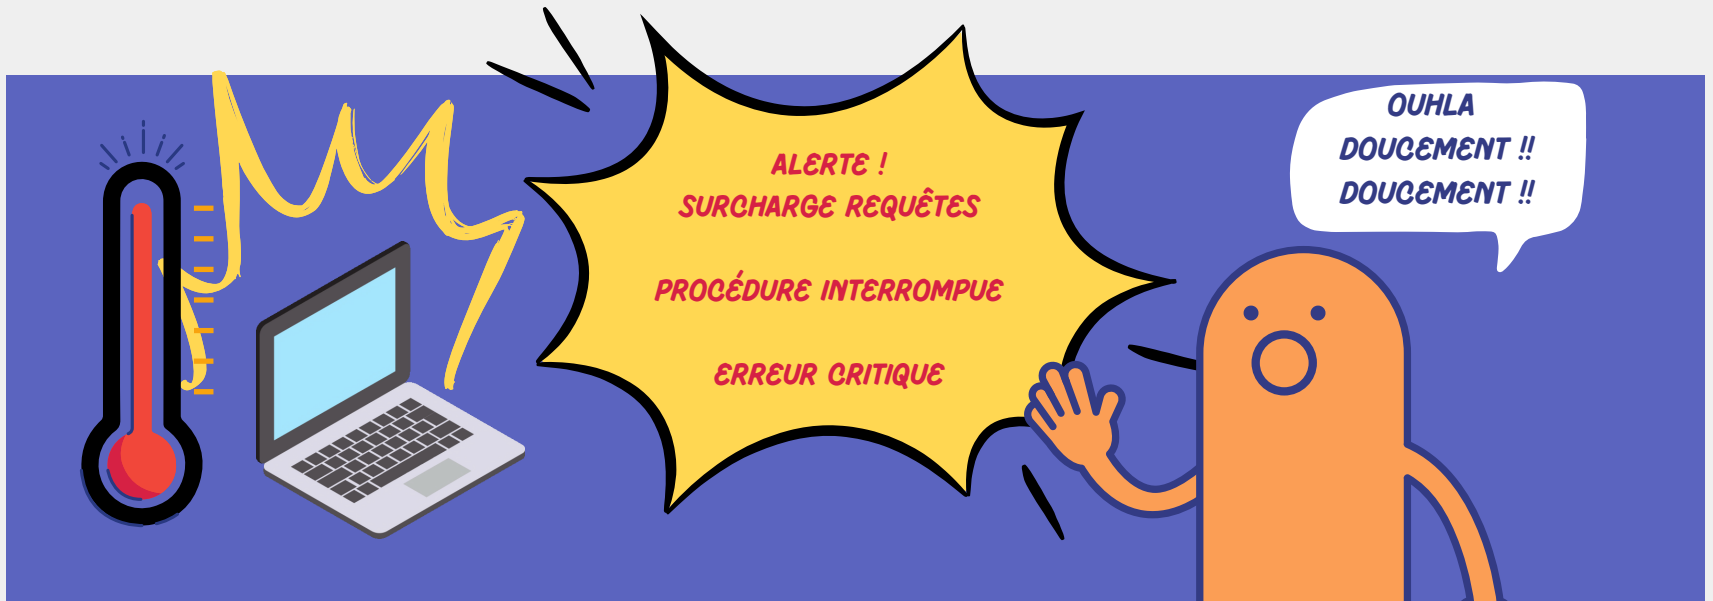 ALERTE !
SURCHARGE REQUÊTES
PROCÉDURE INTERROMPUE
ERREUR CRITIQUE
OUHLA
DOUCEMENT !!
DOUCEMENT !!